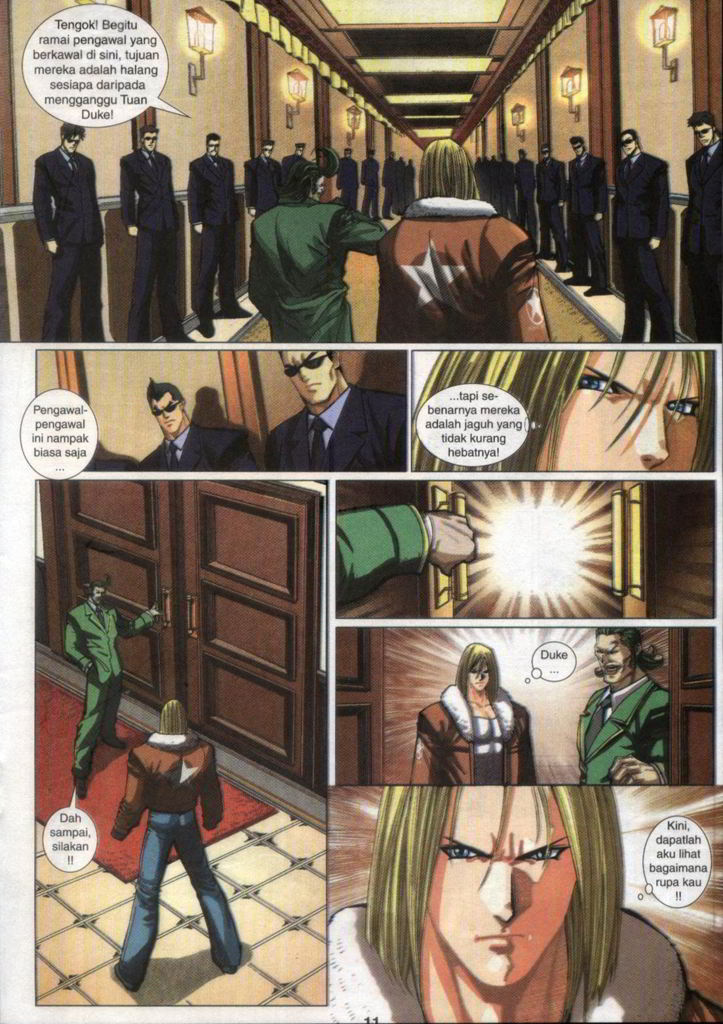 Tengok! Begitu
ramai pengawal yang
berkawal di sini, tujuan
mereka adalah halang
sesiapa daripada
mengganggu Tuan
Duke!
Pengawal-
pengawal
ini nampak
biasa saja
...
...tapi se-
benarnya mereka
adalah jaguh yang
tidak kurang
hebatnya!
Dah
sampai,
silakan
!!
Duke
...
Kini,
dapatlah
aku lihat
bagaimana
rupa kau
!!
11